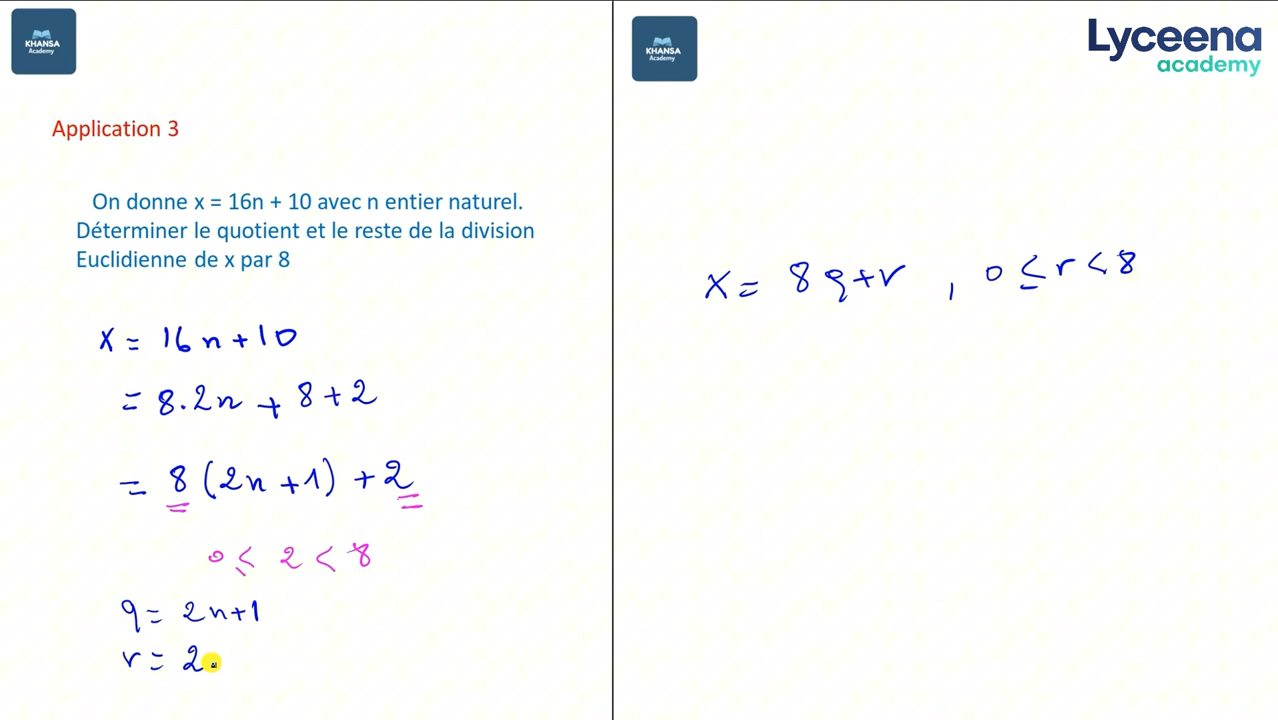 KHANSA
Academy
Application 3
On donne x = 16n + 10 avec n entier naturel.
Déterminer le quotient et le reste de la division
Euclidienne de x par 8
x = 16n + 10
= 8.2n + 8 + 2
= 8 (2n + 1) + 2
0 ≤ 2 < 8
q = 2n+1
r = 2
KHANSA
Academy
Lyceena
academy
x = 8q+r , 0 ≤ r < 8